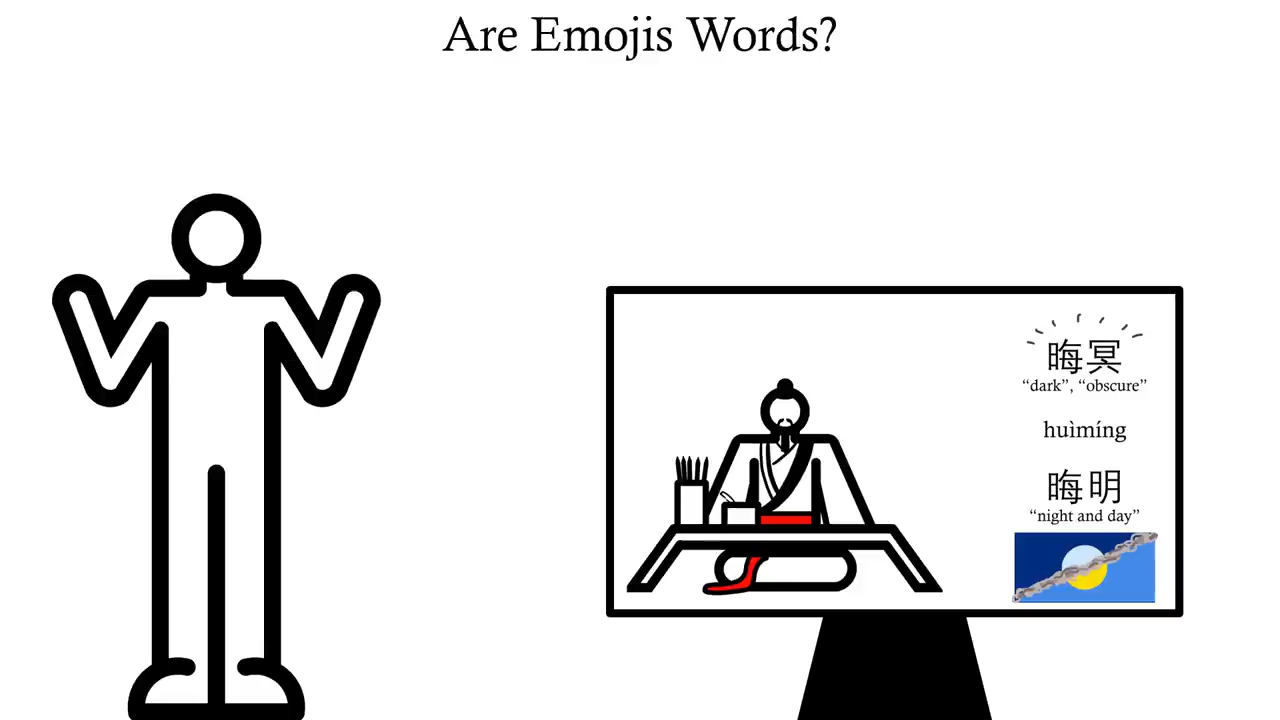 Are Emojis Words?
晦冥
“dark”, “obscure”
huìmíng
晦明
“night and day”